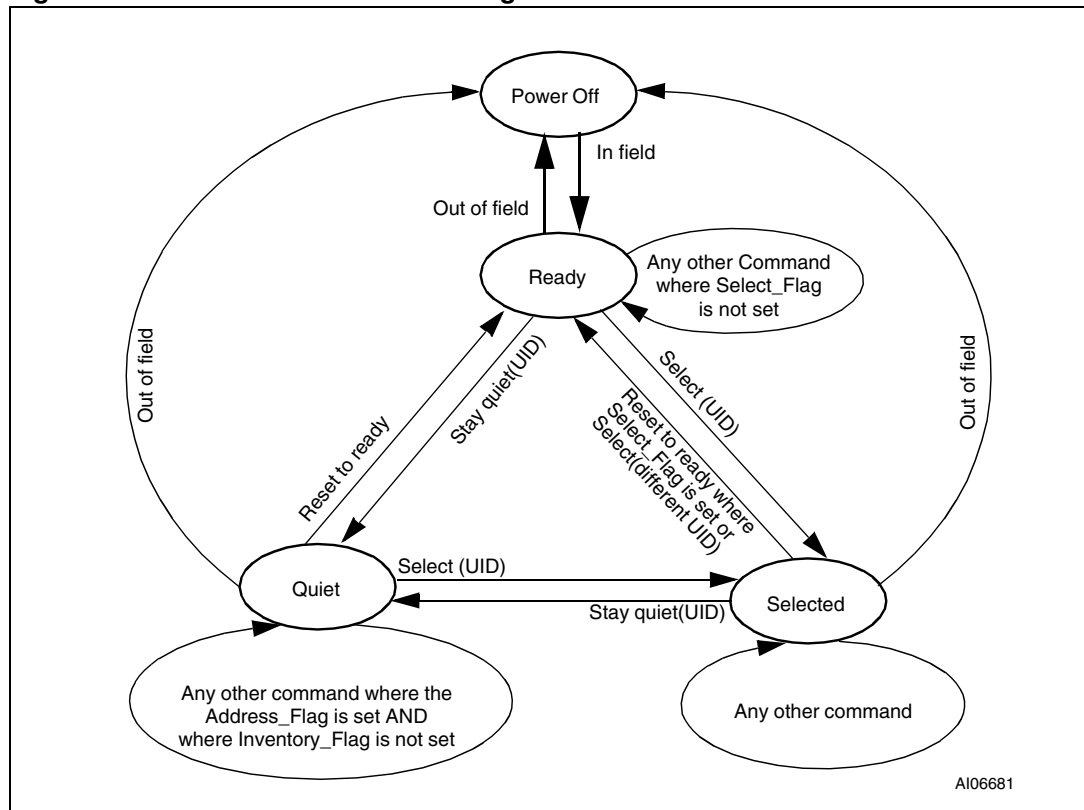 Power Off
In field
Out of field
Ready
Any other Command
where Select_Flag
is not set
Out of field
Out of field
Reset to ready
Stay quiet(UID)
Select (UID)
Reset to ready where
Select_Flag is set or
Select(different UID)
Quiet
Select (UID)
Stay quiet(UID)
Selected
Any other command where the
Address_Flag is set AND
where Inventory_Flag is not set
Any other command
AI06681